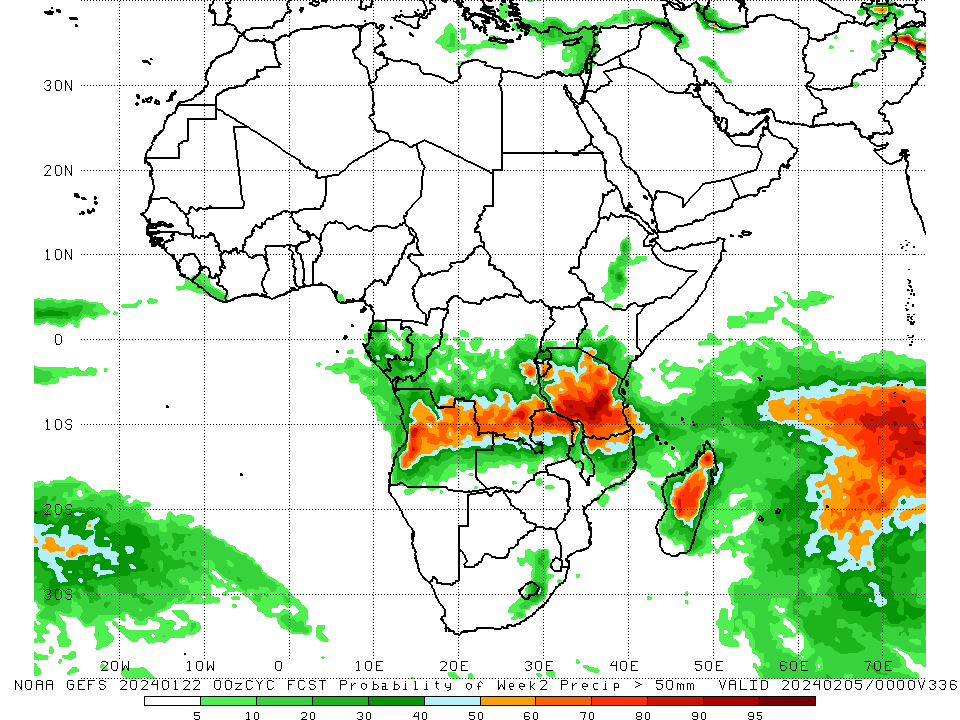 30N
20N
10N
0
10S
20S
30S
20W 10W 0 10E 20E 30E 40E 50E 60E 70E
NOAA GEFS 20240122 00zCYC FCST Probability of Week2 Precip > 50mm VALID 20240205/0000V336
5 10 20 30 40 50 60 70 80 90 95